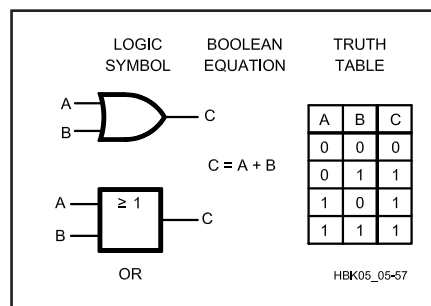 LOGIC SYMBOL
BOOLEAN EQUATION
TRUTH TABLE
A
B
C
C = A + B
A
B
≥ 1
C
OR
A B C
0 0 0
0 1 1
1 0 1
1 1 1
HBK05_05-57